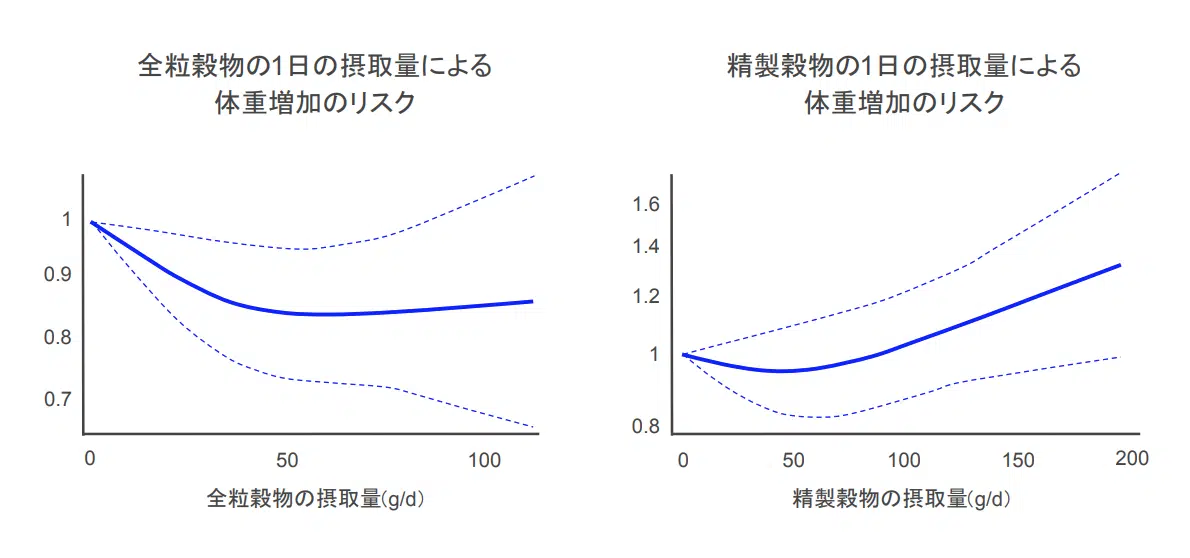 全粒穀物の1日の摂取量による
体重増加のリスク
1
0.9
0.8
0.7
0
50
100
全粒穀物の摂取量(g/d)
精製穀物の1日の摂取量による
体重増加のリスク
1.6
1.4
1.2
1
0.8
0
50
100
150
200
精製穀物の摂取量(g/d)